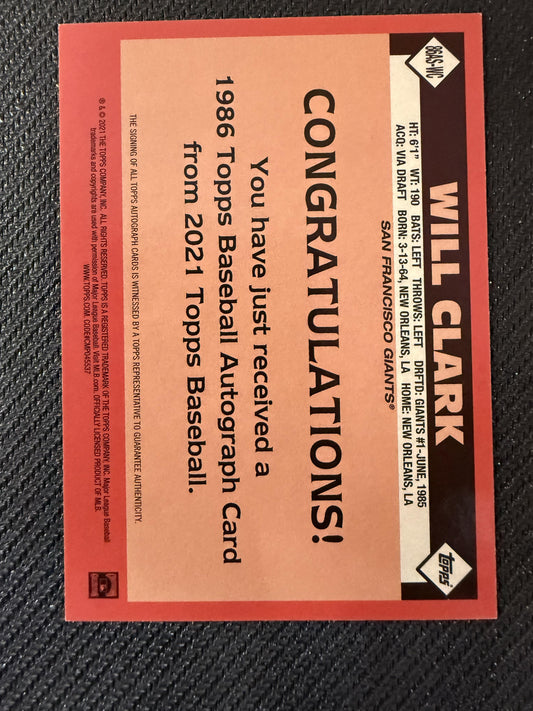 86AS-WC
WILL CLARK
topps
HT: 6'1" WT: 190 BATS: LEFT THROWS: LEFT DRFTD: GIANTS #1-JUNE, 1985
ACQ: VIA DRAFT BORN: 3-13-64, NEW ORLEANS, LA HOME: NEW ORLEANS, LA
SAN FRANCISCO GIANTS®
CONGRATULATIONS!
You have just received a
1986 Topps Baseball Autograph Card
from 2021 Topps Baseball.
THE SIGNING OF ALL TOPPS AUTOGRAPH CARDS IS WITNESSED BY A TOPPS REPRESENTATIVE TO GUARANTEE AUTHENTICITY.
® & © 2021 THE TOPPS COMPANY, INC. ALL RIGHTS RESERVED. TOPPS IS A REGISTERED TRADEMARK OF THE TOPPS COMPANY, INC. Major League Baseball
trademarks and copyrights are used with permission of Major League Baseball. Visit MLB.com. OFFICIALLY LICENSED PRODUCT OF MLB.
WWW.TOPPS.COM. CODE#CMP045537